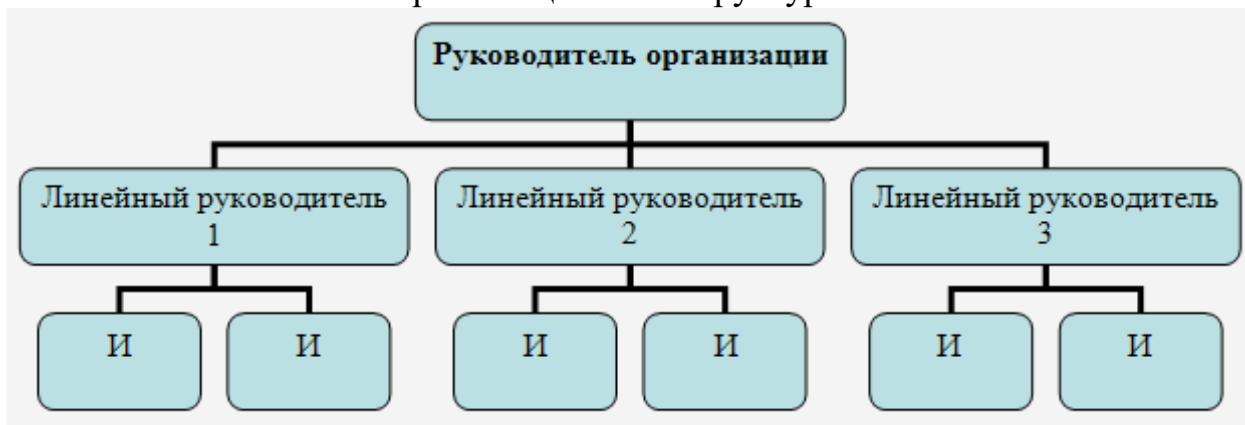 Руководитель организации
Линейный руководитель
1
Линейный руководитель
2
Линейный руководитель
3
И
И
И
И
И
И